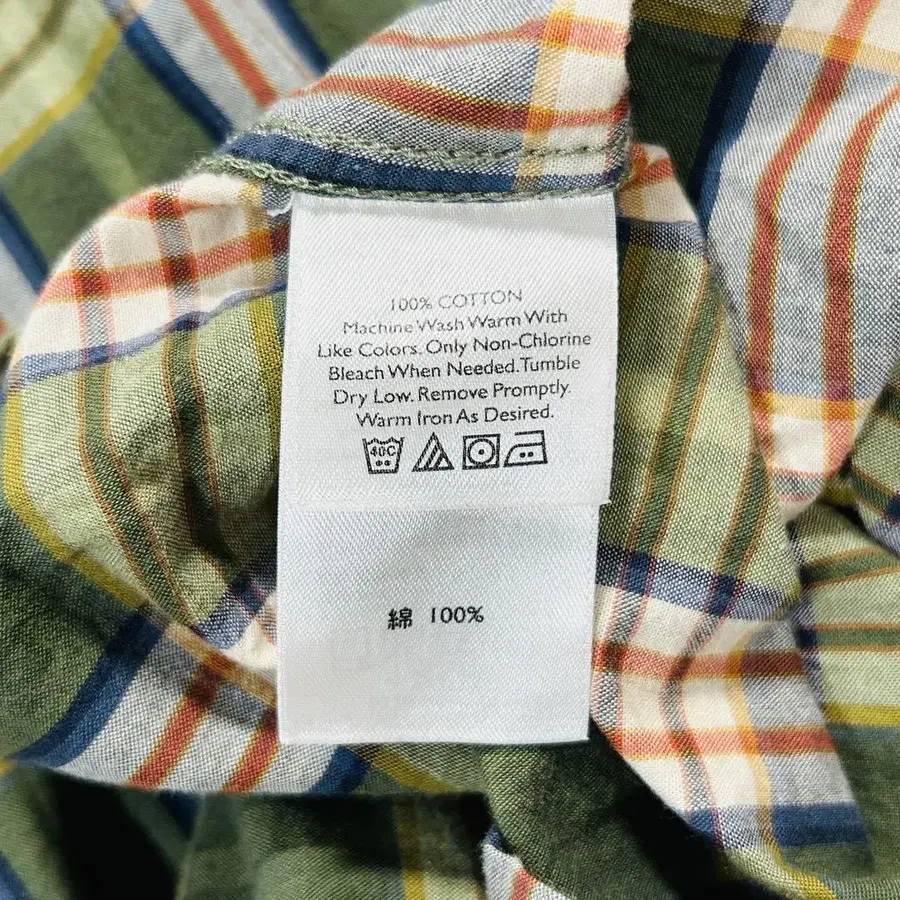 100% COTTON
Machine Wash Warm With
Like Colors. Only Non-Chlorine
Bleach When Needed. Tumble
Dry Low. Remove Promptly.
Warm Iron As Desired.
40C
綿 100%